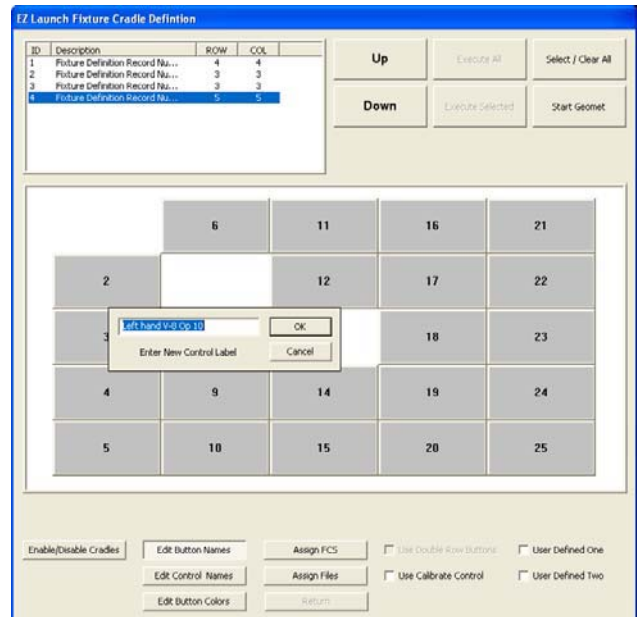 EZ Launch Fixture Cradle Defintion
ID Description ROW COL
1 Fixture Definition Record Nu... 4 4
2 Fixture Definition Record Nu... 3 3
3 Fixture Definition Record Nu... 3 3
4 Fixture Definition Record Nu... 5 5
Up Execute All Select / Clear All
Down Execute Selected Start Geomet
6 11 16 21
2 12 17 22
3 18 23
Left hand V-8 Op 10 OK
Enter New Control Label Cancel
4 9 14 19 24
5 10 15 20 25
Enable/Disable Cradles Edit Button Names Assign FCS Use Double Row Buttons User Defined One
Edit Control Names Assign Files Use Calibrate Control User Defined Two
Edit Button Colors Return